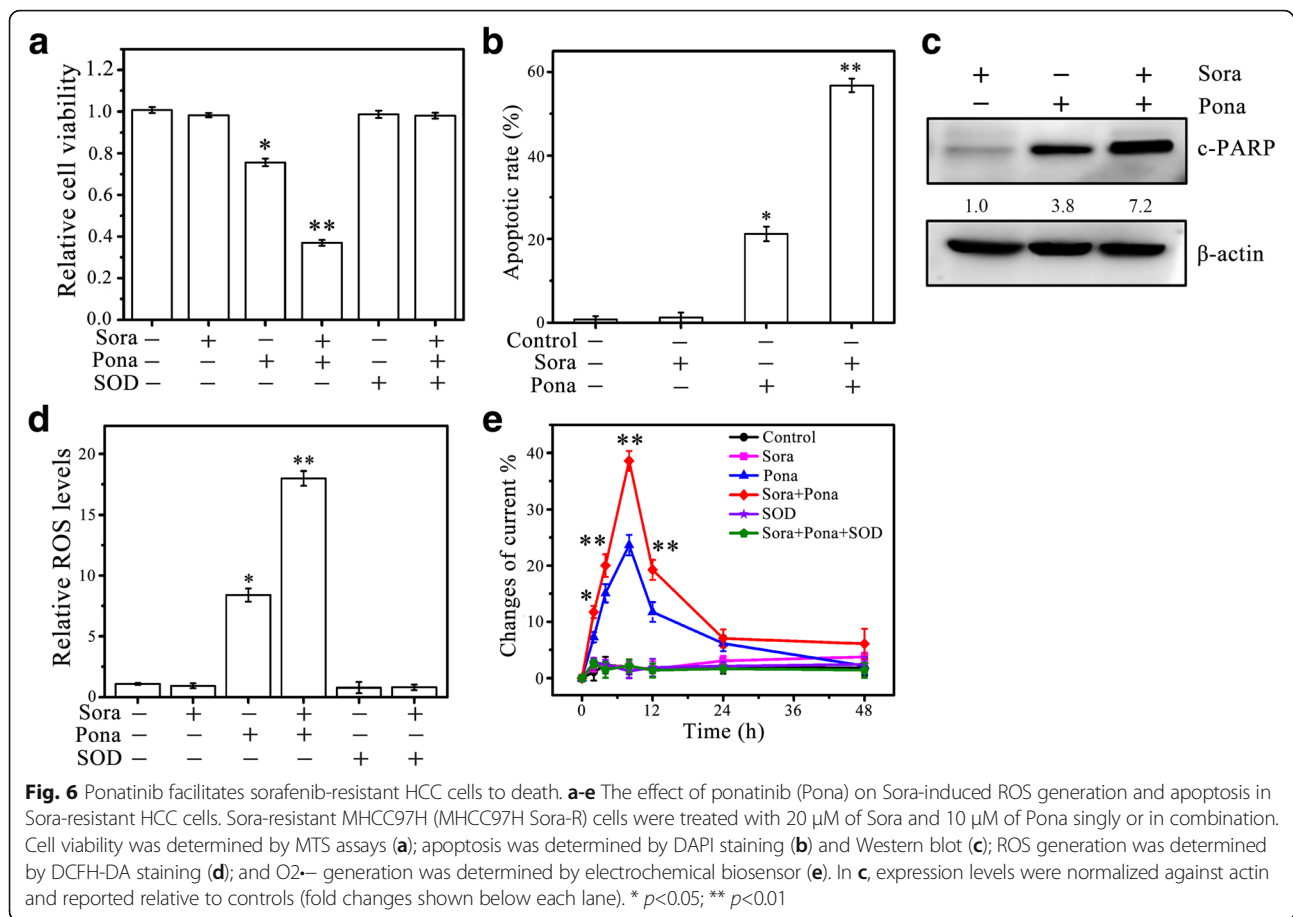 a
Relative cell viability
1.2
1.0
0.8
0.6
0.4
0.2
0.0
*
**
Sora − + − + − +
Pona − − + + − +
SOD − − − − + +
b
Apoptotic rate (%)
60
40
20
0
*
**
Control − − − −
Sora − + − +
Pona − − + +
c
+ − + Sora
− + + Pona
c-PARP
1.0 3.8 7.2
β-actin
d
Relative ROS levels
20
15
10
5
0
*
**
Sora − + − + − +
Pona − − + + − +
SOD − − − − + +
e
Changes of current %
40
30
20
10
0
*
**
**
**
Control
Sora
Pona
Sora+Pona
SOD
Sora+Pona+SOD
0 12 24 36 48
Time (h)
Fig. 6 Ponatinib facilitates sorafenib-resistant HCC cells to death. a-e The effect of ponatinib (Pona) on Sora-induced ROS generation and apoptosis in
Sora-resistant HCC cells. Sora-resistant MHCC97H (MHCC97H Sora-R) cells were treated with 20 μM of Sora and 10 μM of Pona singly or in combination.
Cell viability was determined by MTS assays (a); apoptosis was determined by DAPI staining (b) and Western blot (c); ROS generation was determined
by DCFH-DA staining (d); and O2•− generation was determined by electrochemical biosensor (e). In c, expression levels were normalized against actin
and reported relative to controls (fold changes shown below each lane). * p<0.05; ** p<0.01